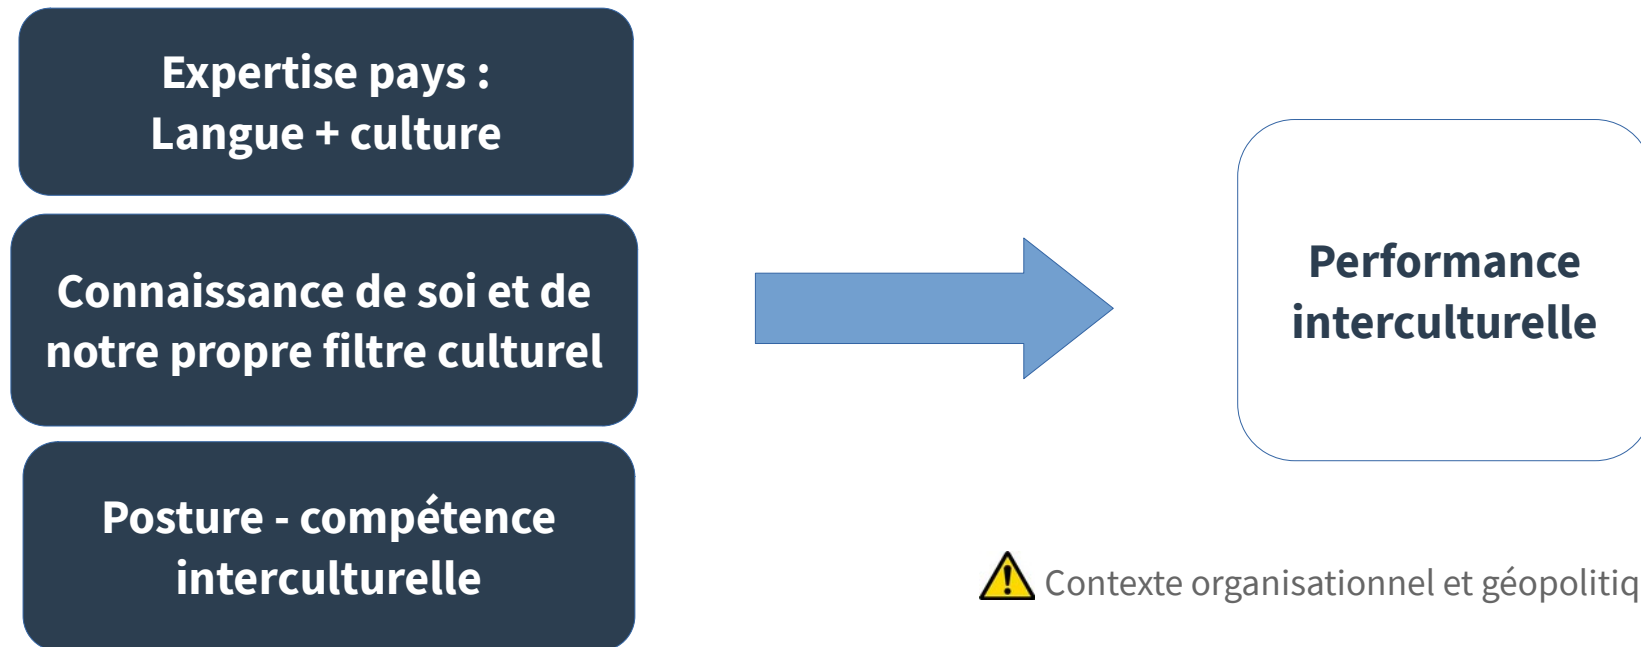 Expertise pays :
Langue + culture
Connaissance de soi et de
notre propre filtre culturel
Posture - compétence
interculturelle
Performance
interculturelle
Contexte organisationnel et géopolitiq